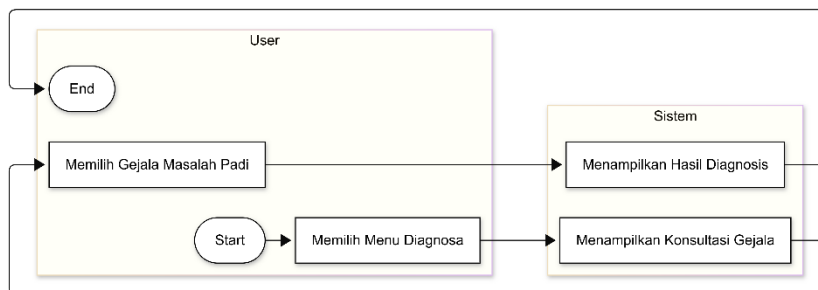 User
End
Sistem
Memilih Gejala Masalah Padi
Menampilkan Hasil Diagnosis
Start
Memilih Menu Diagnosa
Menampilkan Konsultasi Gejala